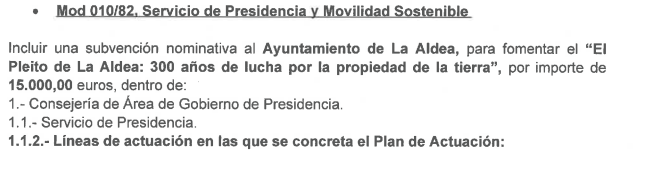 • Mod 010/82, Servicio de Presidencia y Movilidad Sostenible
Incluir una subvención nominativa al Ayuntamiento de La Aldea, para fomentar el “El
Pleito de La Aldea: 300 años de lucha por la propiedad de la tierra”, por importe de
15.000,00 euros, dentro de:
1.- Consejería de Área de Gobierno de Presidencia.
1.1.- Servicio de Presidencia.
1.1.2.- Líneas de actuación en las que se concreta el Plan de Actuación: